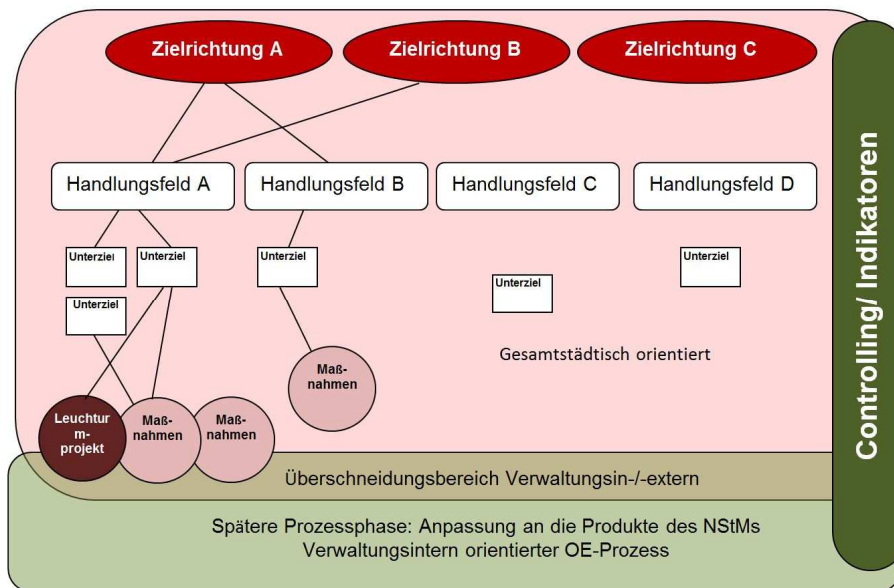 Zielrichtung A
Zielrichtung B
Zielrichtung C
Handlungsfeld A
Handlungsfeld B
Handlungsfeld C
Handlungsfeld D
Unterziel
Unterziel
Unterziel
Unterziel
Unterziel
Unterziel
Gesamtstädtisch orientiert
Maß-
nahmen
Leuchttur
m-
projekt
Maß-
nahmen
Maß-
nahmen
Überschneidungsbereich Verwaltungsin-/-extern
Spätere Prozessphase: Anpassung an die Produkte des NStMs
Verwaltungsintern orientierter OE-Prozess
Controlling/ Indikatoren